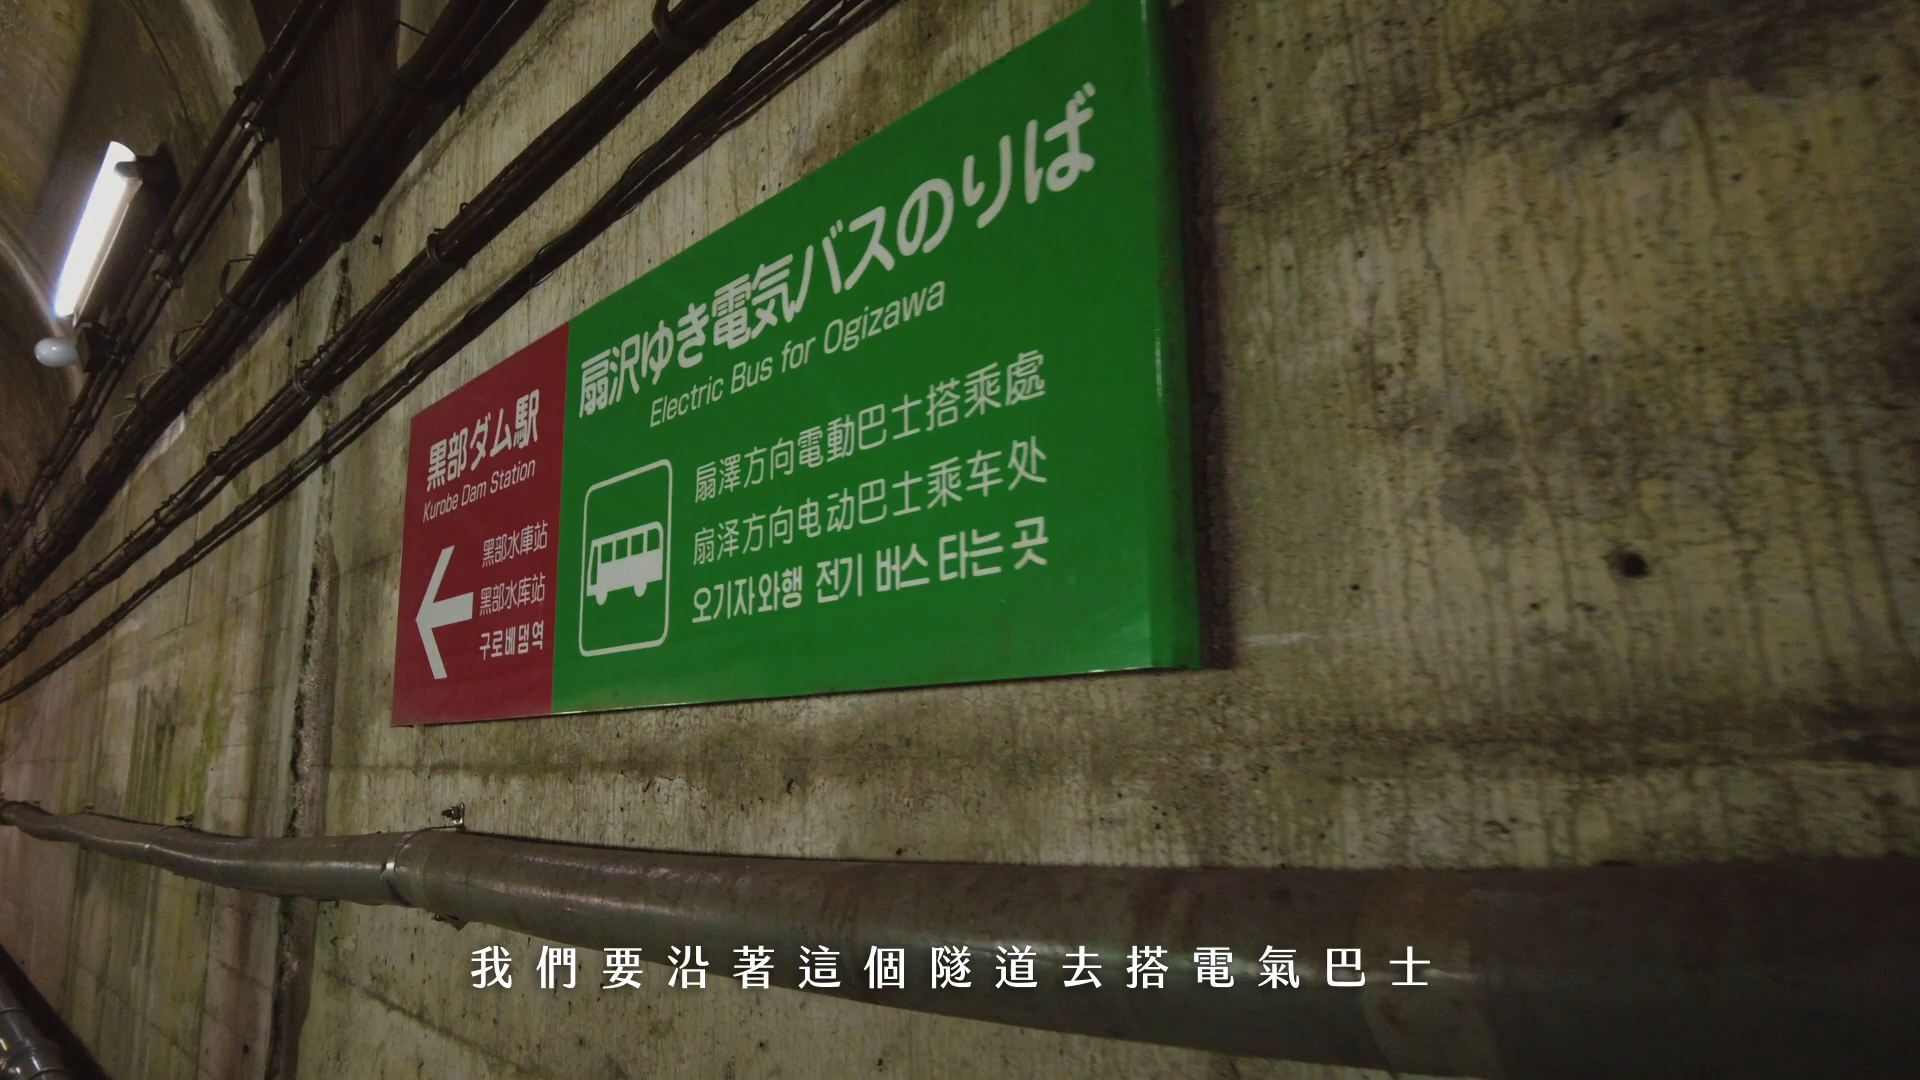 黒部ダム駅
Kurobe Dam Station
黑部水庫站
黑部水库站
구로베댐역
扇沢ゆき電気バスのりば
Electric Bus for Ogizawa
扇澤方向電動巴士搭乘處
扇泽方向电动巴士乘车处
오기자와행 전기 버스 타는 곳
我們要沿著這個隧道去搭電氣巴士